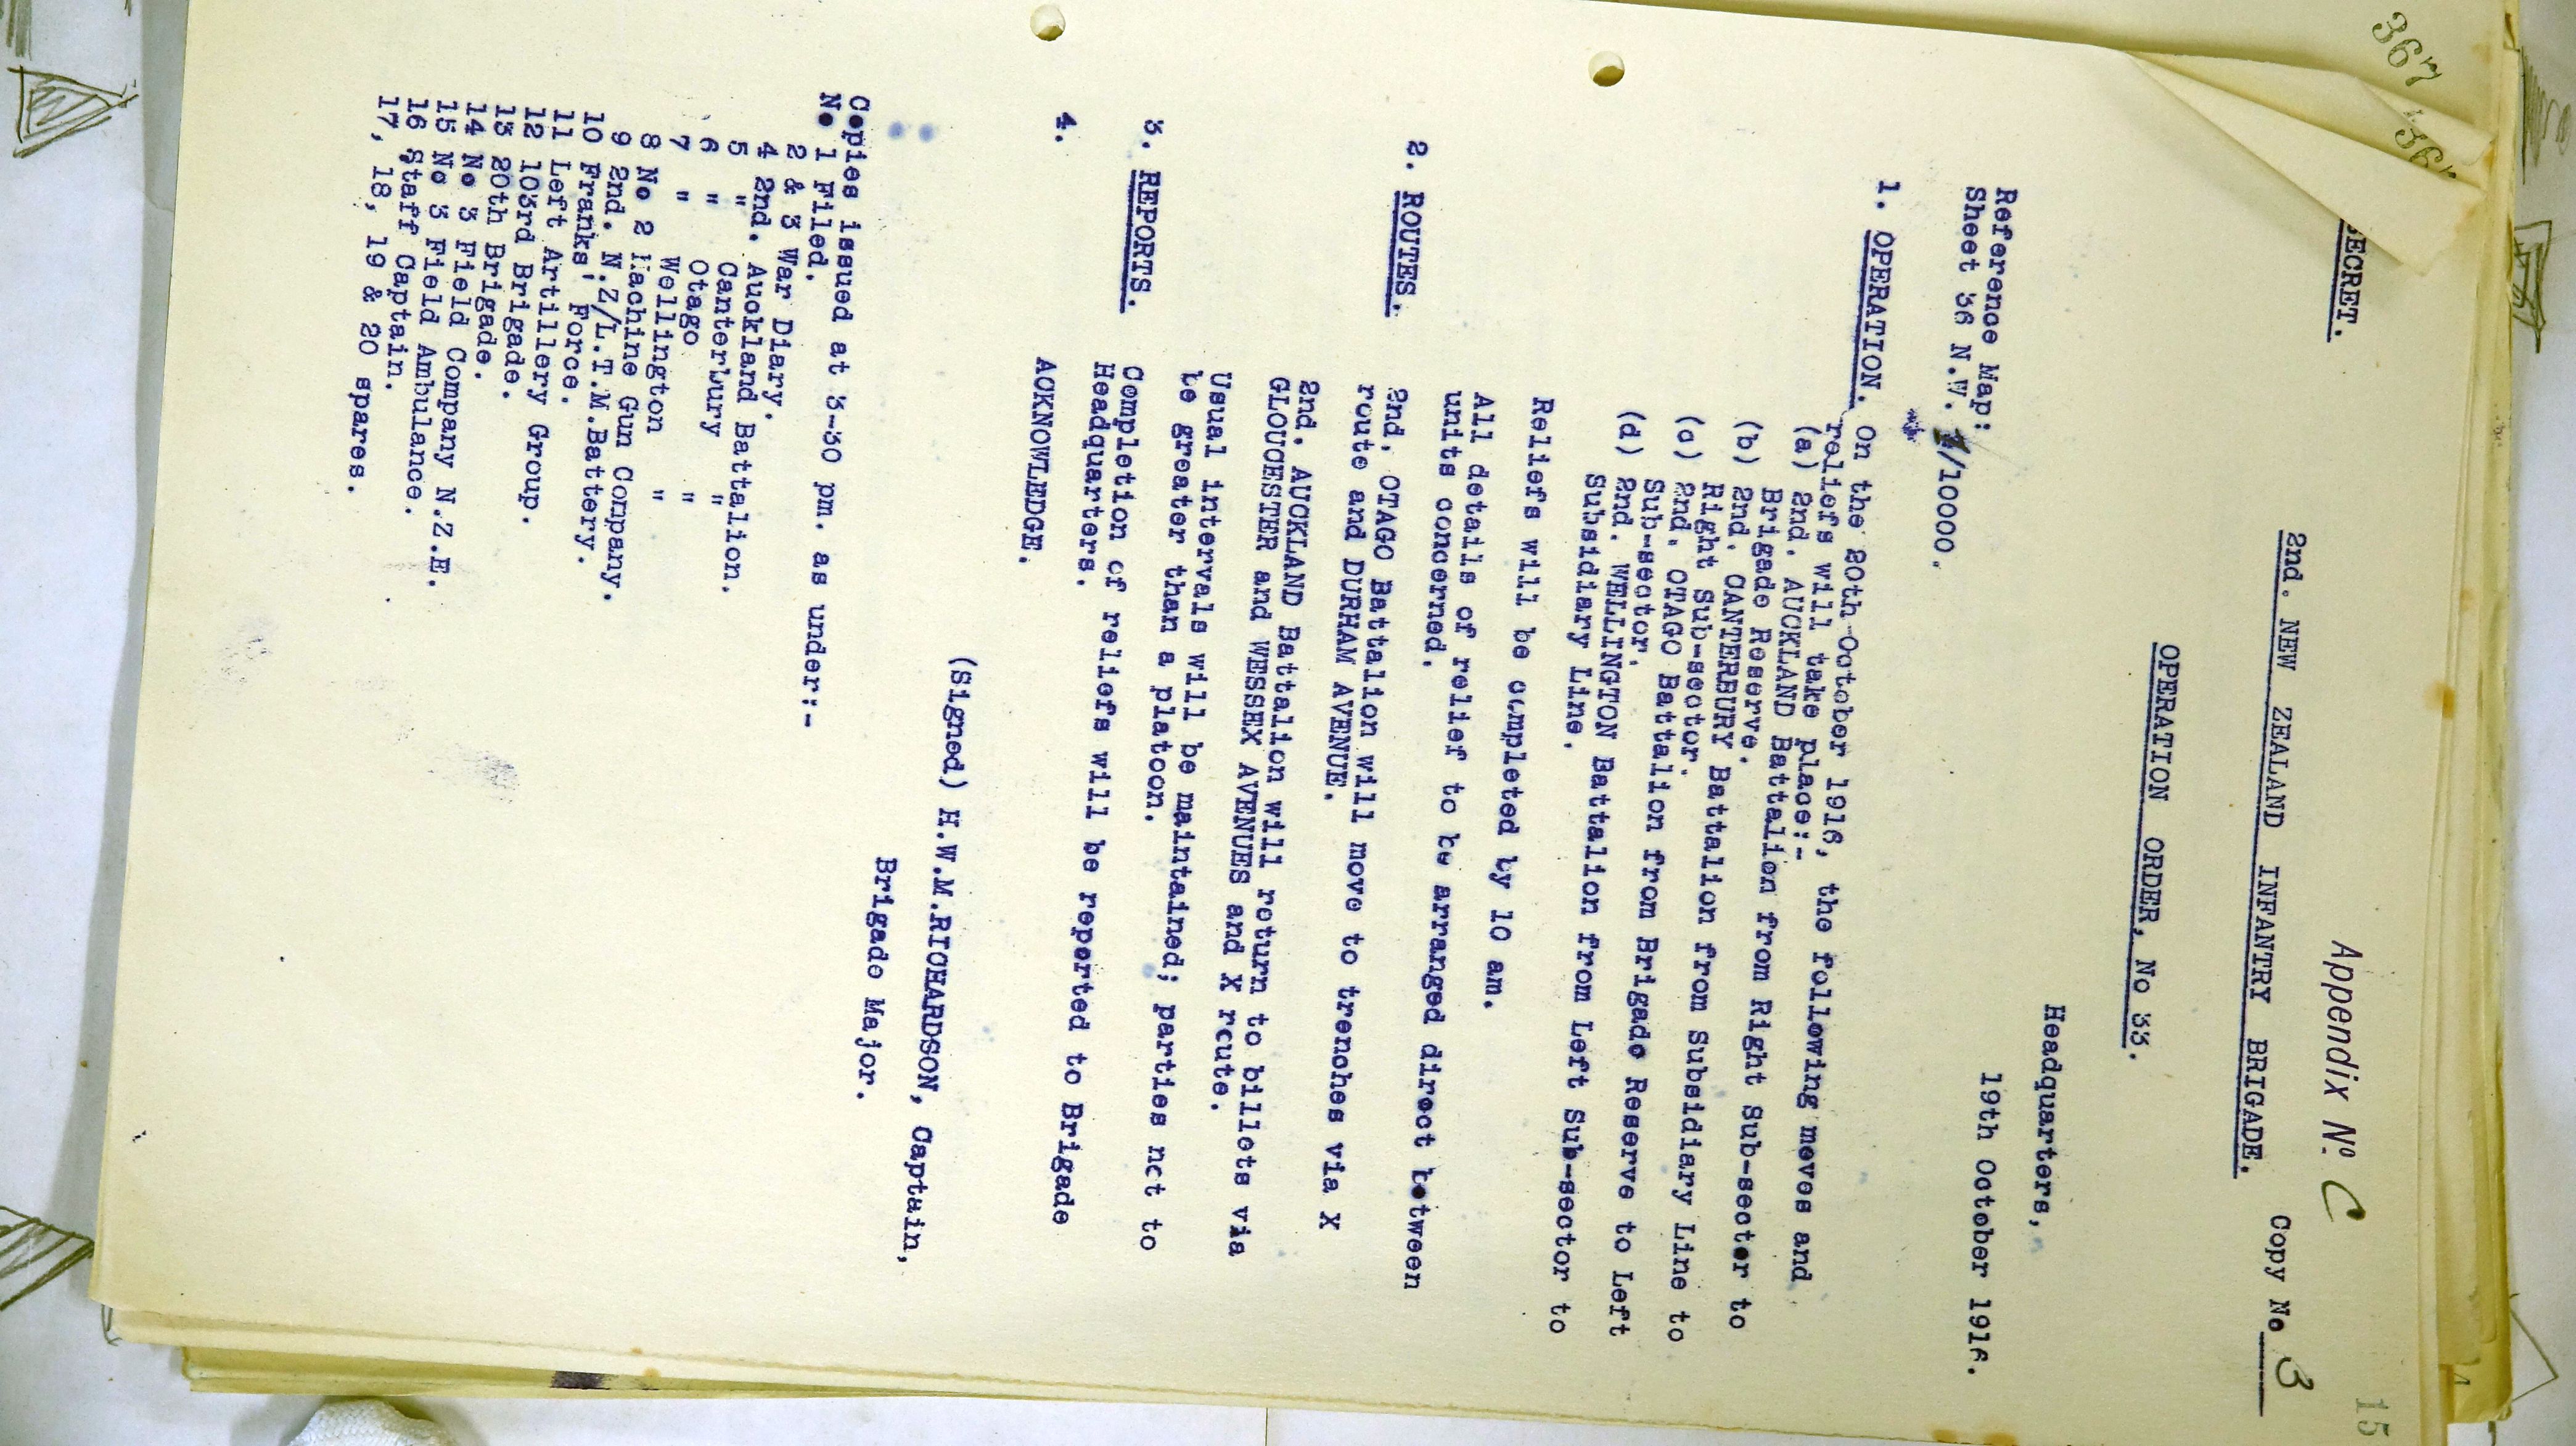 367
36
15
SECRET.
Appendix Nº C
Copy No 3
2nd. NEW ZEALAND INFANTRY BRIGADE.
OPERATION ORDER, No 33.
Headquarters,
19th October 1916.
Reference Map:
Sheet 36 N.W. 1/10000.
1. OPERATION. On the 20th October 1916, the following moves and
reliefs will take place:-
(a) 2nd. AUCKLAND Battalion from Right Sub-sector to
Brigade Reserve.
(b) 2nd. CANTERBURY Battalion from Subsidiary Line to
Right Sub-sector.
(c) 2nd. OTAGO Battalion from Brigade Reserve to Left
Sub-sector.
(d) 2nd. WELLINGTON Battalion from Left Sub-sector to
Subsidiary Line.
Reliefs will be completed by 10 am.
All details of relief to be arranged direct between
units concerned.
2. ROUTES. 2nd. OTAGO Battalion will move to trenches via X
route and DURHAM AVENUE.
2nd. AUCKLAND Battalion will return to billets via
GLOUCESTER and WESSEX AVENUES and X route.
Usual intervals will be maintained; parties not to
be greater than a platoon.
3. REPORTS. Completion of reliefs will be reported to Brigade
Headquarters.
4. ACKNOWLEDGE.
(Signed) H.W.M.RICHARDSON, Captain,
Brigade Major.
Copies issued at 3-30 pm. as under:-
No 1 Filed.
2 & 3 War Diary.
4 2nd. Auckland Battalion.
5 " Canterbury "
6 " Otago "
7 " Wellington "
8 No 2 Machine Gun Company.
9 2nd. N.Z/L.T.M.Battery.
10 Franks' Force.
11 Left Artillery Group.
12 103rd Brigade.
13 20th Brigade.
14 No 3 Field Company N.Z.E.
15 No 3 Field Ambulance.
16 Staff Captain.
17, 18, 19 & 20 spares.